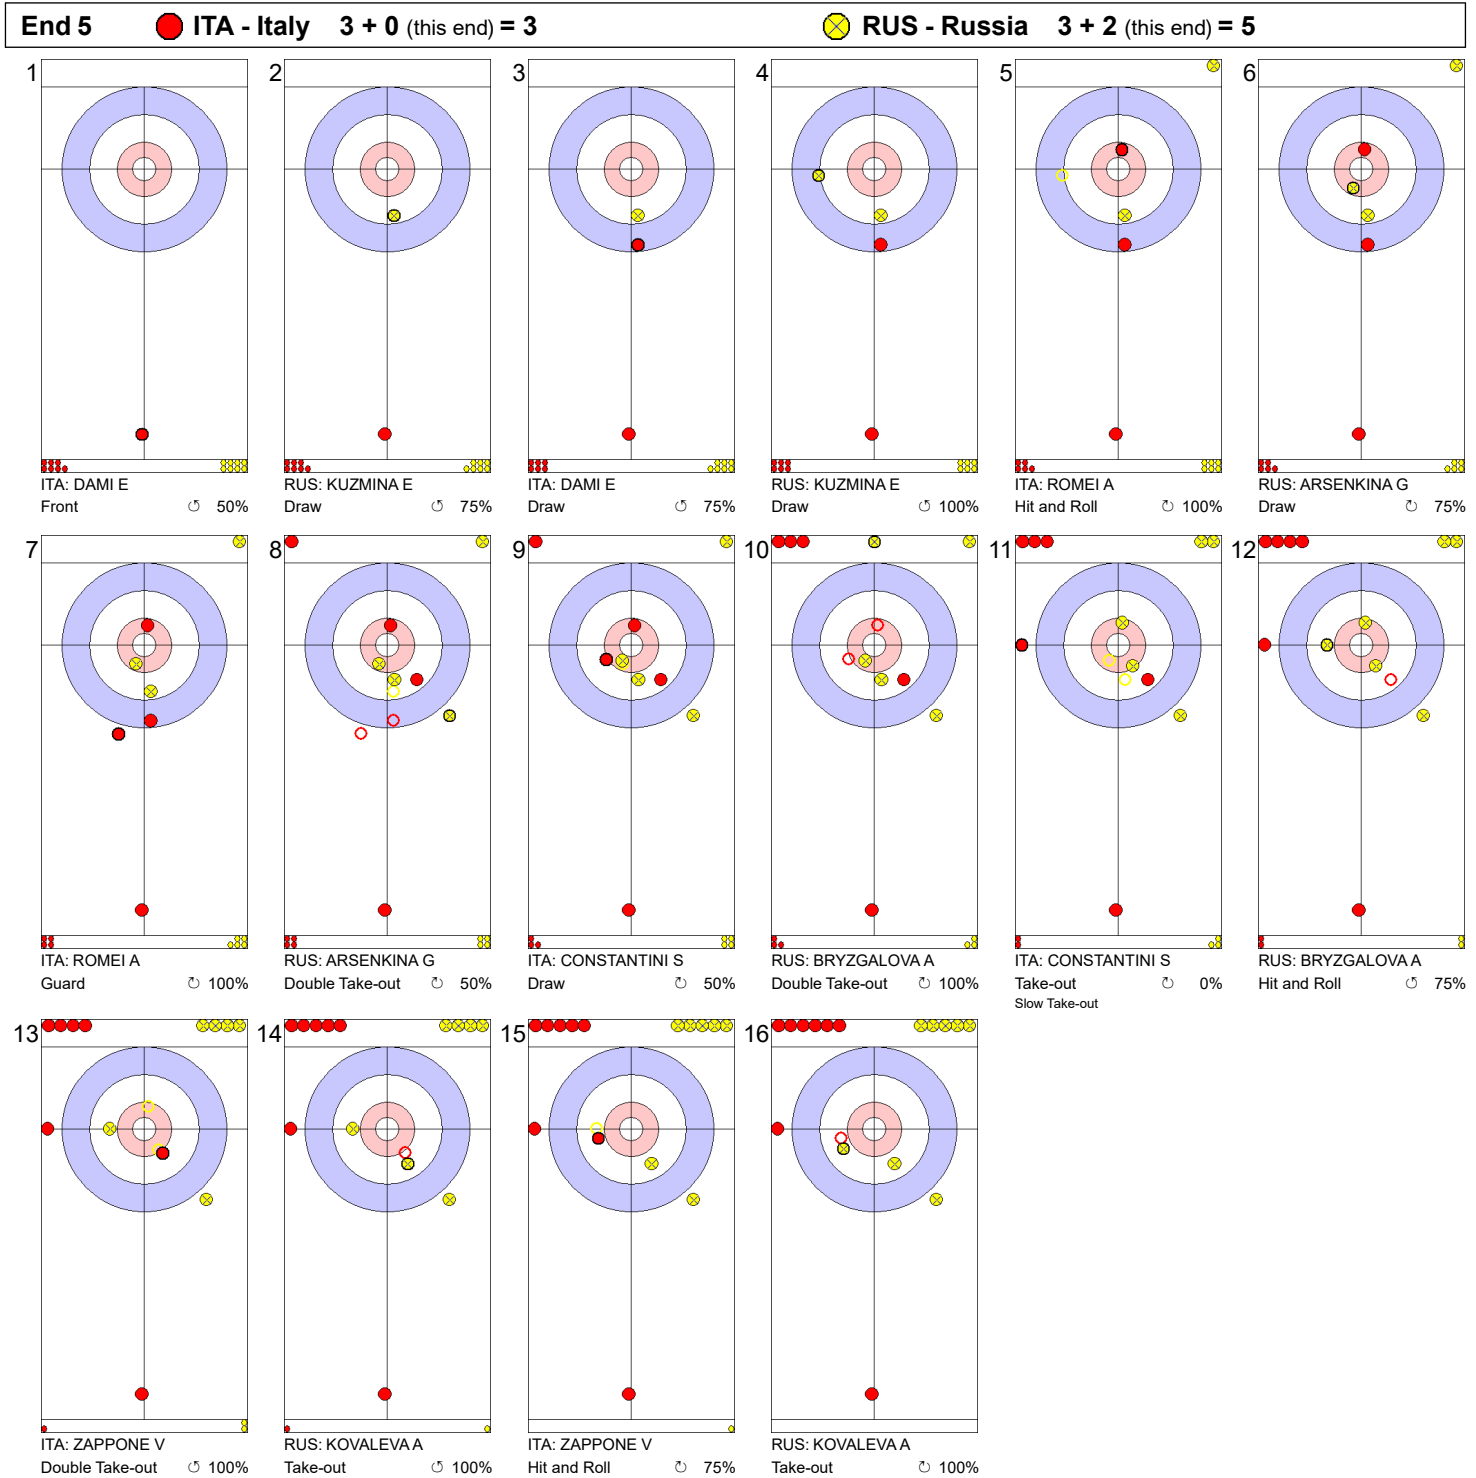 End 5 ITA - Italy 3 + 0 (this end) = 3 RUS - Russia 3 + 2 (this end) = 5
1 2 3 4 5 6
ITA: DAMI E RUS: KUZMINA E ITA: DAMI E RUS: KUZMINA E ITA: ROMEI A RUS: ARSENKINA G
Front ↺ 50% Draw ↺ 75% Draw ↺ 75% Draw ↺ 100% Hit and Roll ↺ 100% Draw ↺ 75%
7 8 9 10 11 12
ITA: ROMEI A RUS: ARSENKINA G ITA: CONSTANTINI S RUS: BRYZGALOVA A ITA: CONSTANTINI S RUS: BRYZGALOVA A
Guard ↻ 100% Double Take-out ↻ 50% Draw ↻ 50% Double Take-out ↻ 100% Take-out ↻ 0% Hit and Roll ↻ 75%
Slow Take-out
13 14 15 16
ITA: ZAPPONE V RUS: KOVALEVA A ITA: ZAPPONE V RUS: KOVALEVA A
Double Take-out ↺ 100% Take-out ↺ 100% Hit and Roll ↻ 75% Take-out ↻ 100%